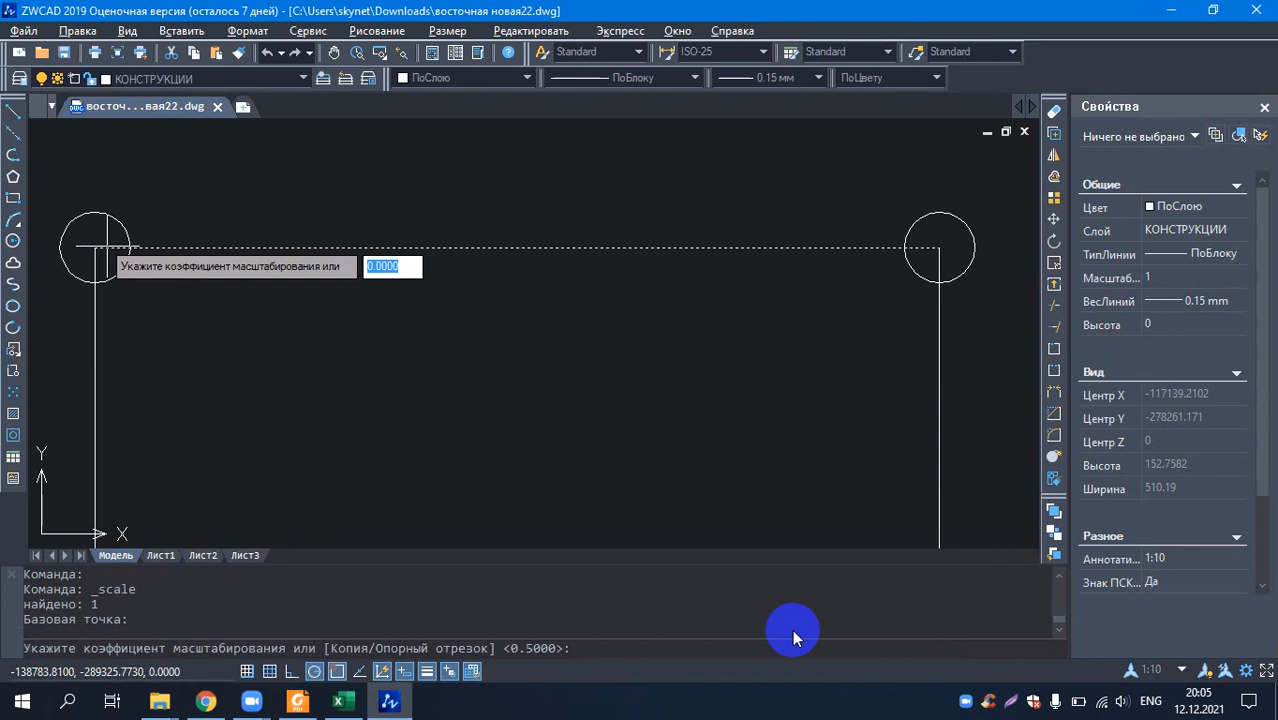 ZWCAD 19 Оценочная версия (осталось 7 дней) - [C:\Users\skynet\Downloads\восточная новая22.dwg]
Файл Правка Вид Вставить Формат Сервис Рисование Размер Редактировать Экспресс Окно Справка
Standard ISO-25 Standard Standard
КОНСТРУКЦИИ ПоСлою ПоБлоку 0.15 мм ПоЦвету
восточ...вая22.dwg
Свойства
Ничего не выбрано
Общие
Цвет ПоСлою
Слой КОНСТРУКЦИИ
ТипЛинии ПоБлоку
Масштаб... 1
ВесЛиний 0.15 mm
Высота 0
Вид
Центр X -117139.2102
Центр Y -278261.171
Центр Z 0
Высота 152.7582
Ширина 510.19
Разное
Аннотати... 1:10
Знак ПСК... Да
Укажите коэффициент масштабирования или 0.0000
Y
X
Модель Лист1 Лист2 Лист3
Команда:
Команда: _scale
найдено: 1
Базовая точка:
Укажите коэффициент масштабирования или [Копия/Опорный отрезок] <0.5000>:
-138783.8100, -289325.7730, 0.0000
1:10
ENG
20:05
12.12.2021